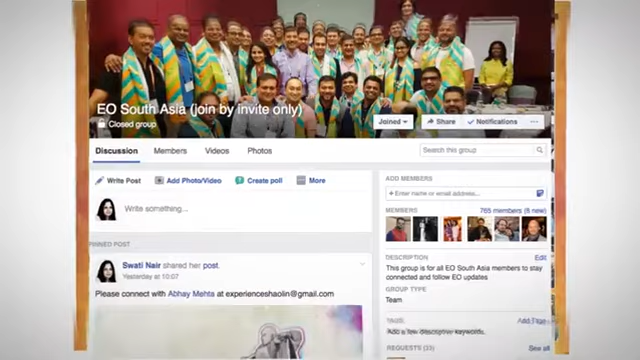 EO South Asia (join by invite only)
Closed group
Joined
Share
Notifications
Discussion
Members
Videos
Photos
Search this group
Write Post
Add Photo/Video
Create poll
More
Write something...
PINNED POST
Swati Nair shared her post.
Yesterday at 10:07
Please connect with Abhay Mehta at experienceshaolin@gmail.com
ADD MEMBERS
+ Enter name or email address...
MEMBERS
765 members (8 new)
DESCRIPTION
Edit
This group is for all EO South Asia members to stay
connected and follow EO updates
GROUP TYPE
Team
Add a few descriptive keywords.
REQUESTS (33)
See all